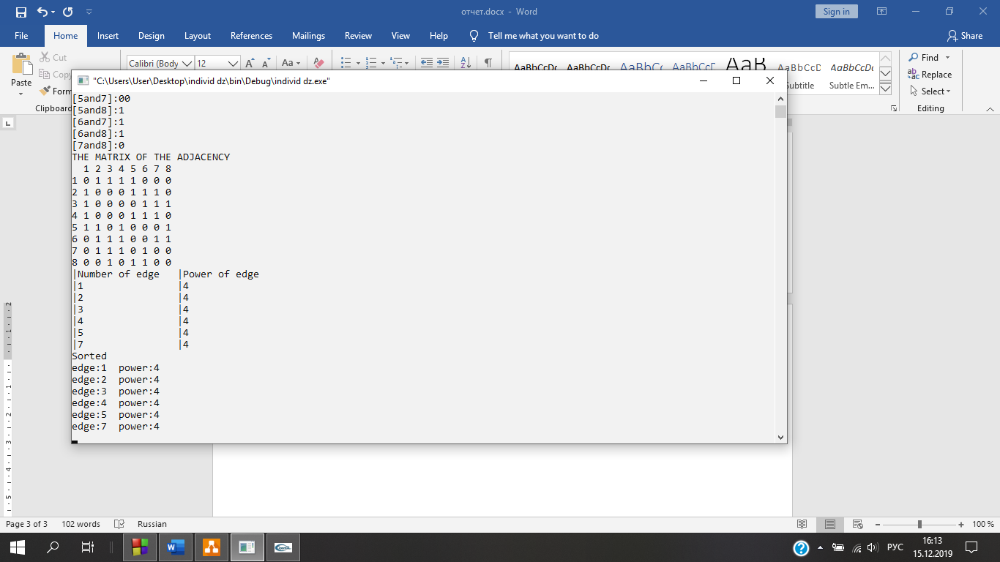 отчет.docx - Word
Sign in
File Home Insert Design Layout References Mailings Review View Help Tell me what you want to do Share
Cut
Calibri (Body 12
Aa
AaB
Find
Paste
Copy
AaBbCcDc AaBbCcDc AaBbCc AaBbCcDc AaBbCcD AaBbCcDc
Replace
Form
Subtitle Subtle Em...
Select
Clipboard
Editing
"C:\Users\User\Desktop\individ dz\bin\Debug\individ dz.exe"
[5and7]:00
[5and8]:1
[6and7]:1
[6and8]:1
[7and8]:0
THE MATRIX OF THE ADJACENCY
1 2 3 4 5 6 7 8
1 0 1 1 1 1 0 0 0
2 1 0 0 0 1 1 1 0
3 1 0 0 0 0 1 1 1
4 1 0 0 0 1 1 1 0
5 1 1 0 1 0 0 0 1
6 0 1 1 1 0 0 1 1
7 0 1 1 1 0 1 0 0
8 0 0 1 0 1 1 0 0
|Number of edge |Power of edge
|1 |4
|2 |4
|3 |4
|4 |4
|5 |4
|7 |4
Sorted
edge:1 power:4
edge:2 power:4
edge:3 power:4
edge:4 power:4
edge:5 power:4
edge:7 power:4
Page 3 of 3 102 words Russian
100 %
РУС
16:13
15.12.2019